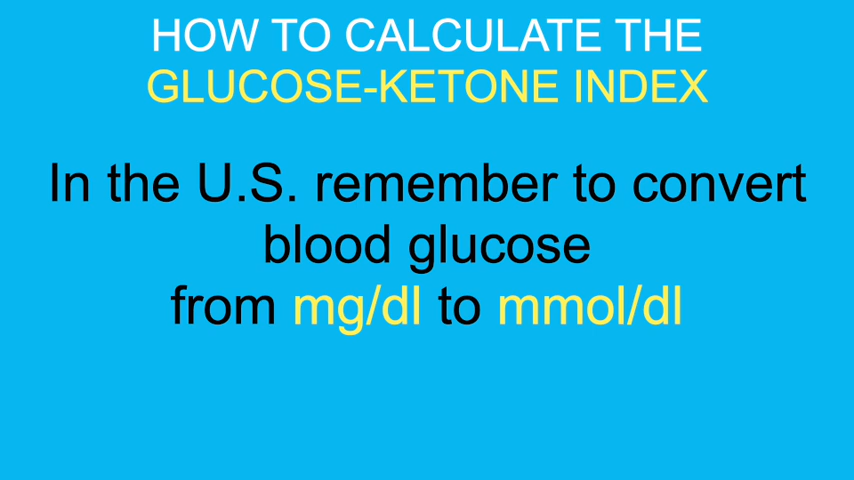 HOW TO CALCULATE THE
GLUCOSE-KETONE INDEX
In the U.S. remember to convert
blood glucose
from mg/dl to mmol/dl